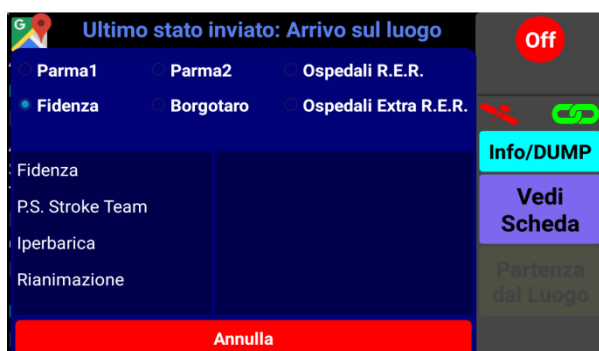 G
Ultimo stato inviato: Arrivo sul luogo
Off
Parma1 Parma2 Ospedali R.E.R.
Fidenza Borgotaro Ospedali Extra R.E.R.
Info/DUMP
Fidenza
P.S. Stroke Team
Iperbarica
Rianimazione
Vedi
Scheda
Partenza
dal Luogo
Annulla